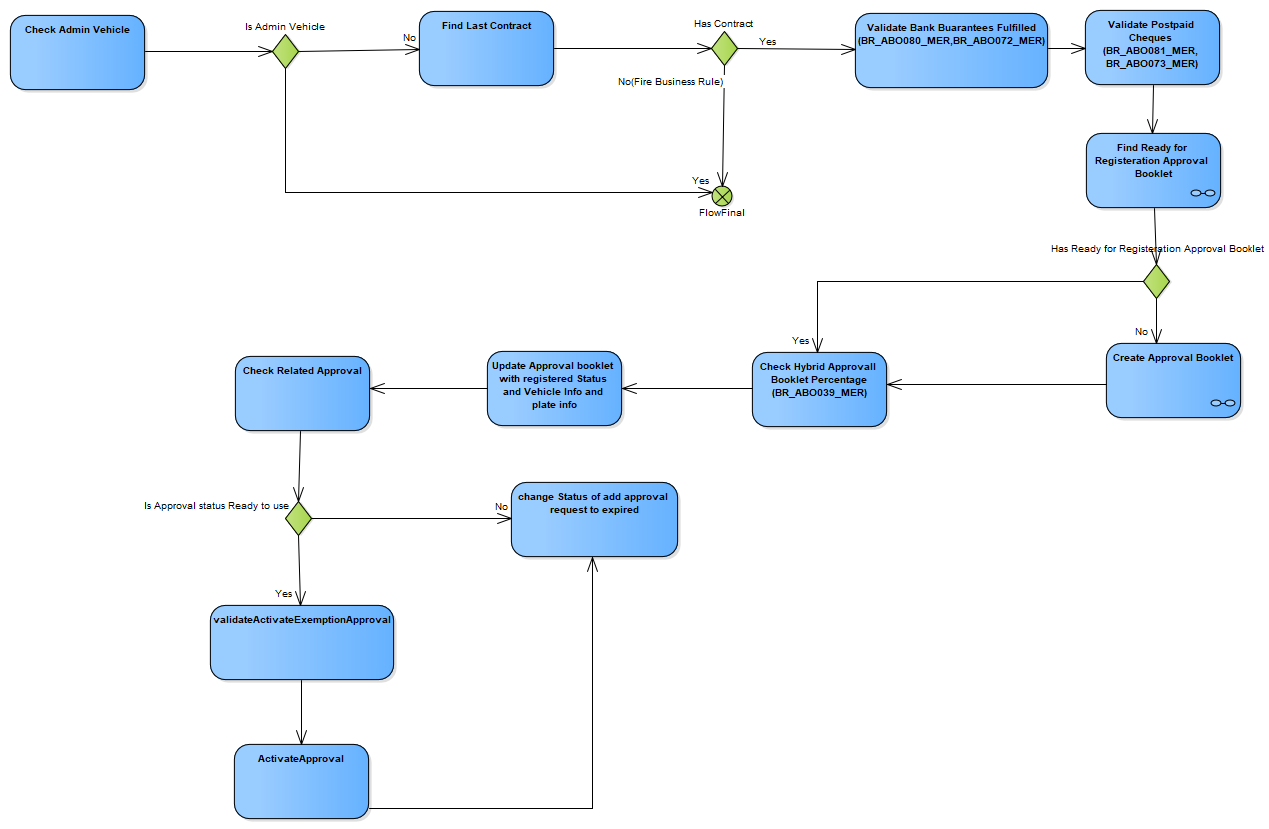 Check Admin Vehicle
Is Admin Vehicle
No
Find Last Contract
Has Contract
Yes
No(Fire Business Rule)
Validate Bank Buarantees Fulfilled
(BR_ABO080_MER,BR_ABO072_MER)
Validate Postpaid
Cheques
(BR_ABO081_MER,
BR_ABO073_MER)
Yes
FlowFinal
Find Ready for
Registeration Approval
Booklet
Has Ready for Registeration Approval Booklet
No
Yes
Create Approval Booklet
Check Hybrid Approvall
Booklet Percentage
(BR_ABO039_MER)
Update Approval booklet
with registered Status
and Vehicle Info and
plate info
Check Related Approval
Is Approval status Ready to use
No
change Status of add approval
request to expired
Yes
validateActivateExemptionApproval
ActivateApproval